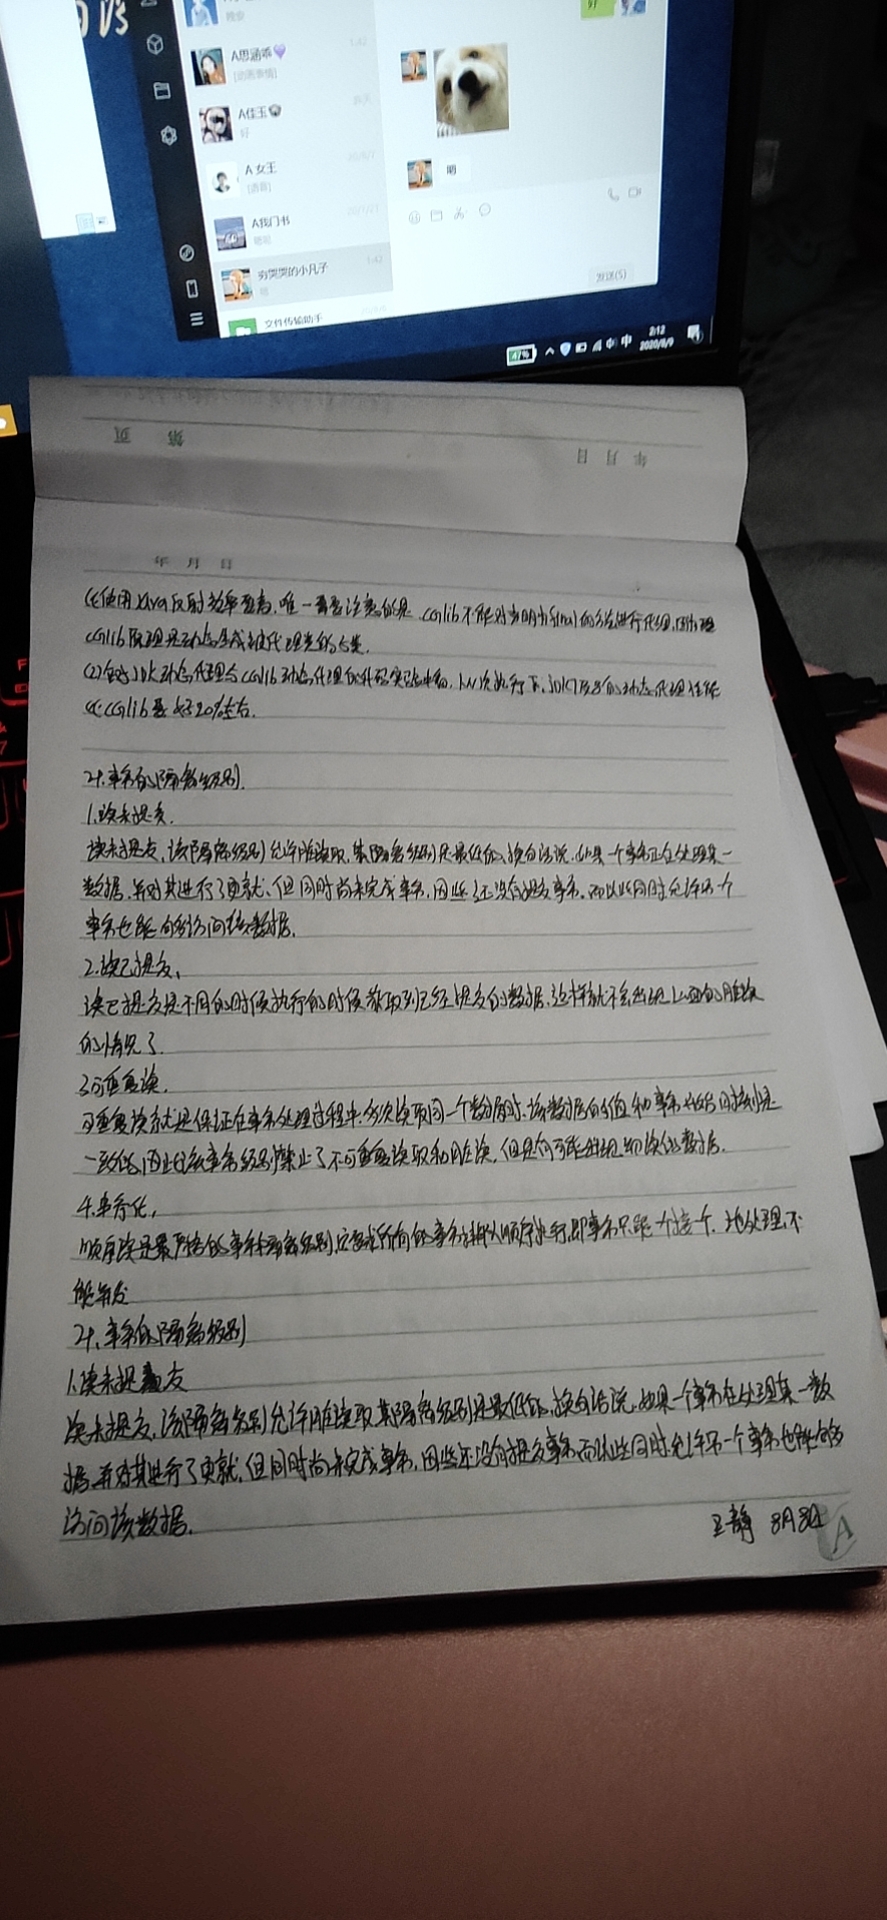 A思涵乖💜
1:42
[动画表情]
A佳玉
昨天
好
A 女王
[语音]
A我门书
嗯哈
穷哭哭的小凡子
1:42
嗯
文件传输助手
好
嗯
发送(S)
47%
中
2:12
2020/8/9
第 页
年 月 日
年 月 日
使用Java反射效率要高,唯一需要注意的是,cglib不能对声明为final的方法进行代理,因为
cglib原理是动态生成被代理类的子类.
(2)在对JDK动态代理与cglib动态代理的代码实验中,1W次执行下,JDK7及8的动态代理性能
比cglib要好20%左右.
24.事务的隔离级别.
1.读未提交.
读未提交,该隔离级别允许脏读取,其隔离级别是最低的,换句话说,如果一个事务正在处理某一
数据,并对其进行了更新,但同时尚未完成事务,因此还没有提交事务,而以此同时,允许另一个
事务也能够访问该数据.
2.读已提交,
读已提交是不同的时候执行的时候获取到已经提交的数据,这样就不会出现上面的脏读
的情况了.
3.可重复读.
可重复读就是保证在事务处理过程中,多次读取同一个数据时,该数据的值和事务开始时刻是
一致的,因此该事务级别禁止了不可重复读取和脏读,但是有可能出现幻读的数据.
4.串行化,
顺序读是最严格的事务隔离级别,它要求所有的事务排队顺序执行,即事务只能一个接一个地处理,不
能并发
24.事务的隔离级别
1.读未提交
读未提交,该隔离级别允许脏读取,其隔离级别是最低的,换句话说,如果一个事务在处理某一数
据,并对其进行了更新,但同时尚未完成事务,因此还没有提交事务,而以此同时,允许另一个事务也能够
访问该数据.
王静 8月8日